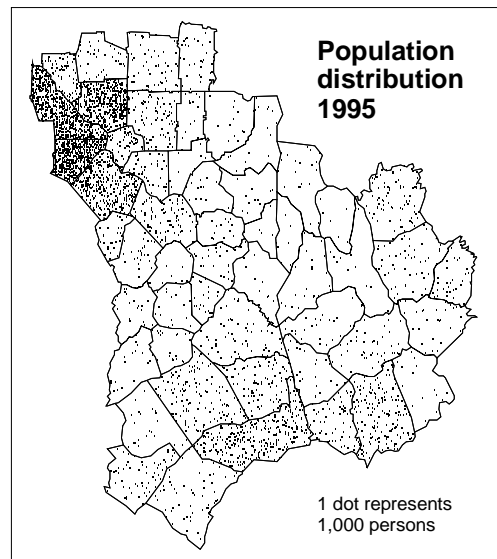 Population
distribution
1995
1 dot represents
1,000 persons